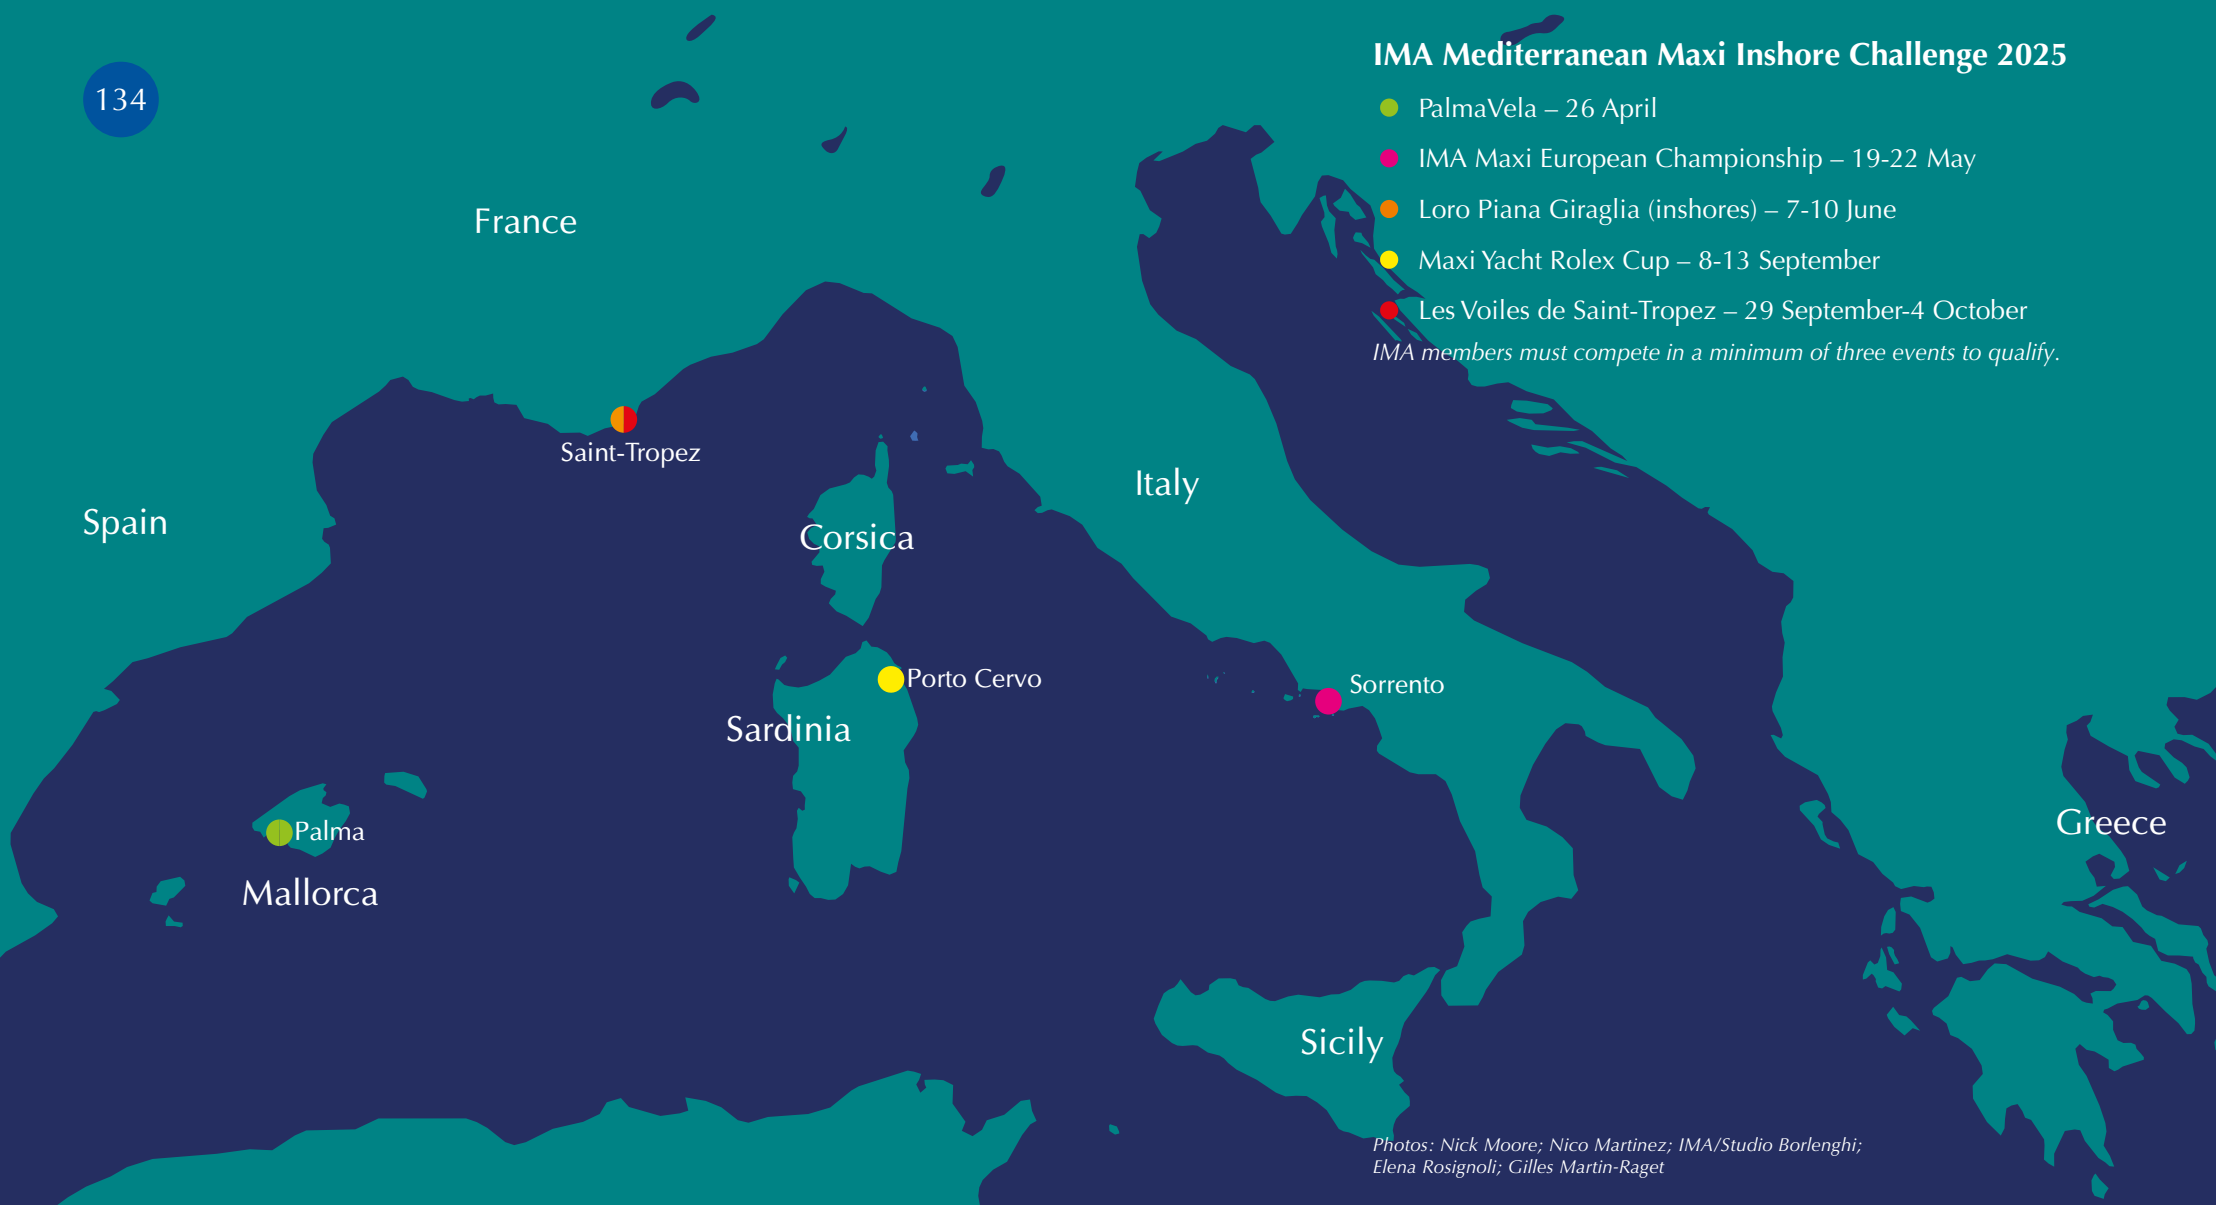 134
IMA Mediterranean Maxi Inshore Challenge 2025
PalmaVela – 26 April
IMA Maxi European Championship – 19-22 May
Loro Piana Giraglia (inshores) – 7-10 June
Maxi Yacht Rolex Cup – 8-13 September
Les Voiles de Saint-Tropez – 29 September-4 October
IMA members must compete in a minimum of three events to qualify.
France
Saint-Tropez
Italy
Spain
Corsica
Porto Cervo
Sorrento
Sardinia
Palma
Greece
Mallorca
Sicily
Photos: Nick Moore; Nico Martinez; IMA/Studio Borlenghi;
Elena Rosignoli; Gilles Martin-Raget